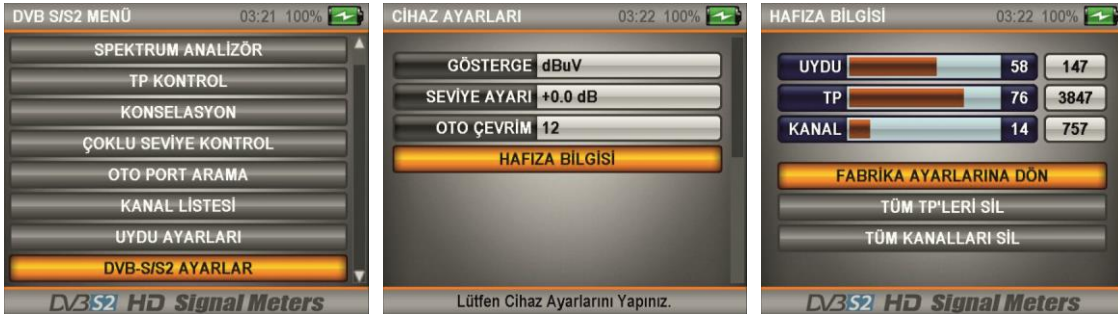 DVB S/S2 MENÜ 03:21 100%
SPEKTRUM ANALİZÖR
TP KONTROL
KONSELASYON
ÇOKLU SEVİYE KONTROL
OTO PORT ARAMA
KANAL LİSTESİ
UYDU AYARLARI
DVB-S/S2 AYARLAR
DVB S2 HD Signal Meters
CİHAZ AYARLARI 03:22 100%
GÖSTERGE dBuV
SEVİYE AYARI +0.0 dB
OTO ÇEVRİM 12
HAFIZA BİLGİSİ
Lütfen Cihaz Ayarlarını Yapınız.
HAFIZA BİLGİSİ 03:22 100%
UYDU 58 147
TP 76 3847
KANAL 14 757
FABRİKA AYARLARINA DÖN
TÜM TP'LERİ SİL
TÜM KANALLARI SİL
DVB S2 HD Signal Meters